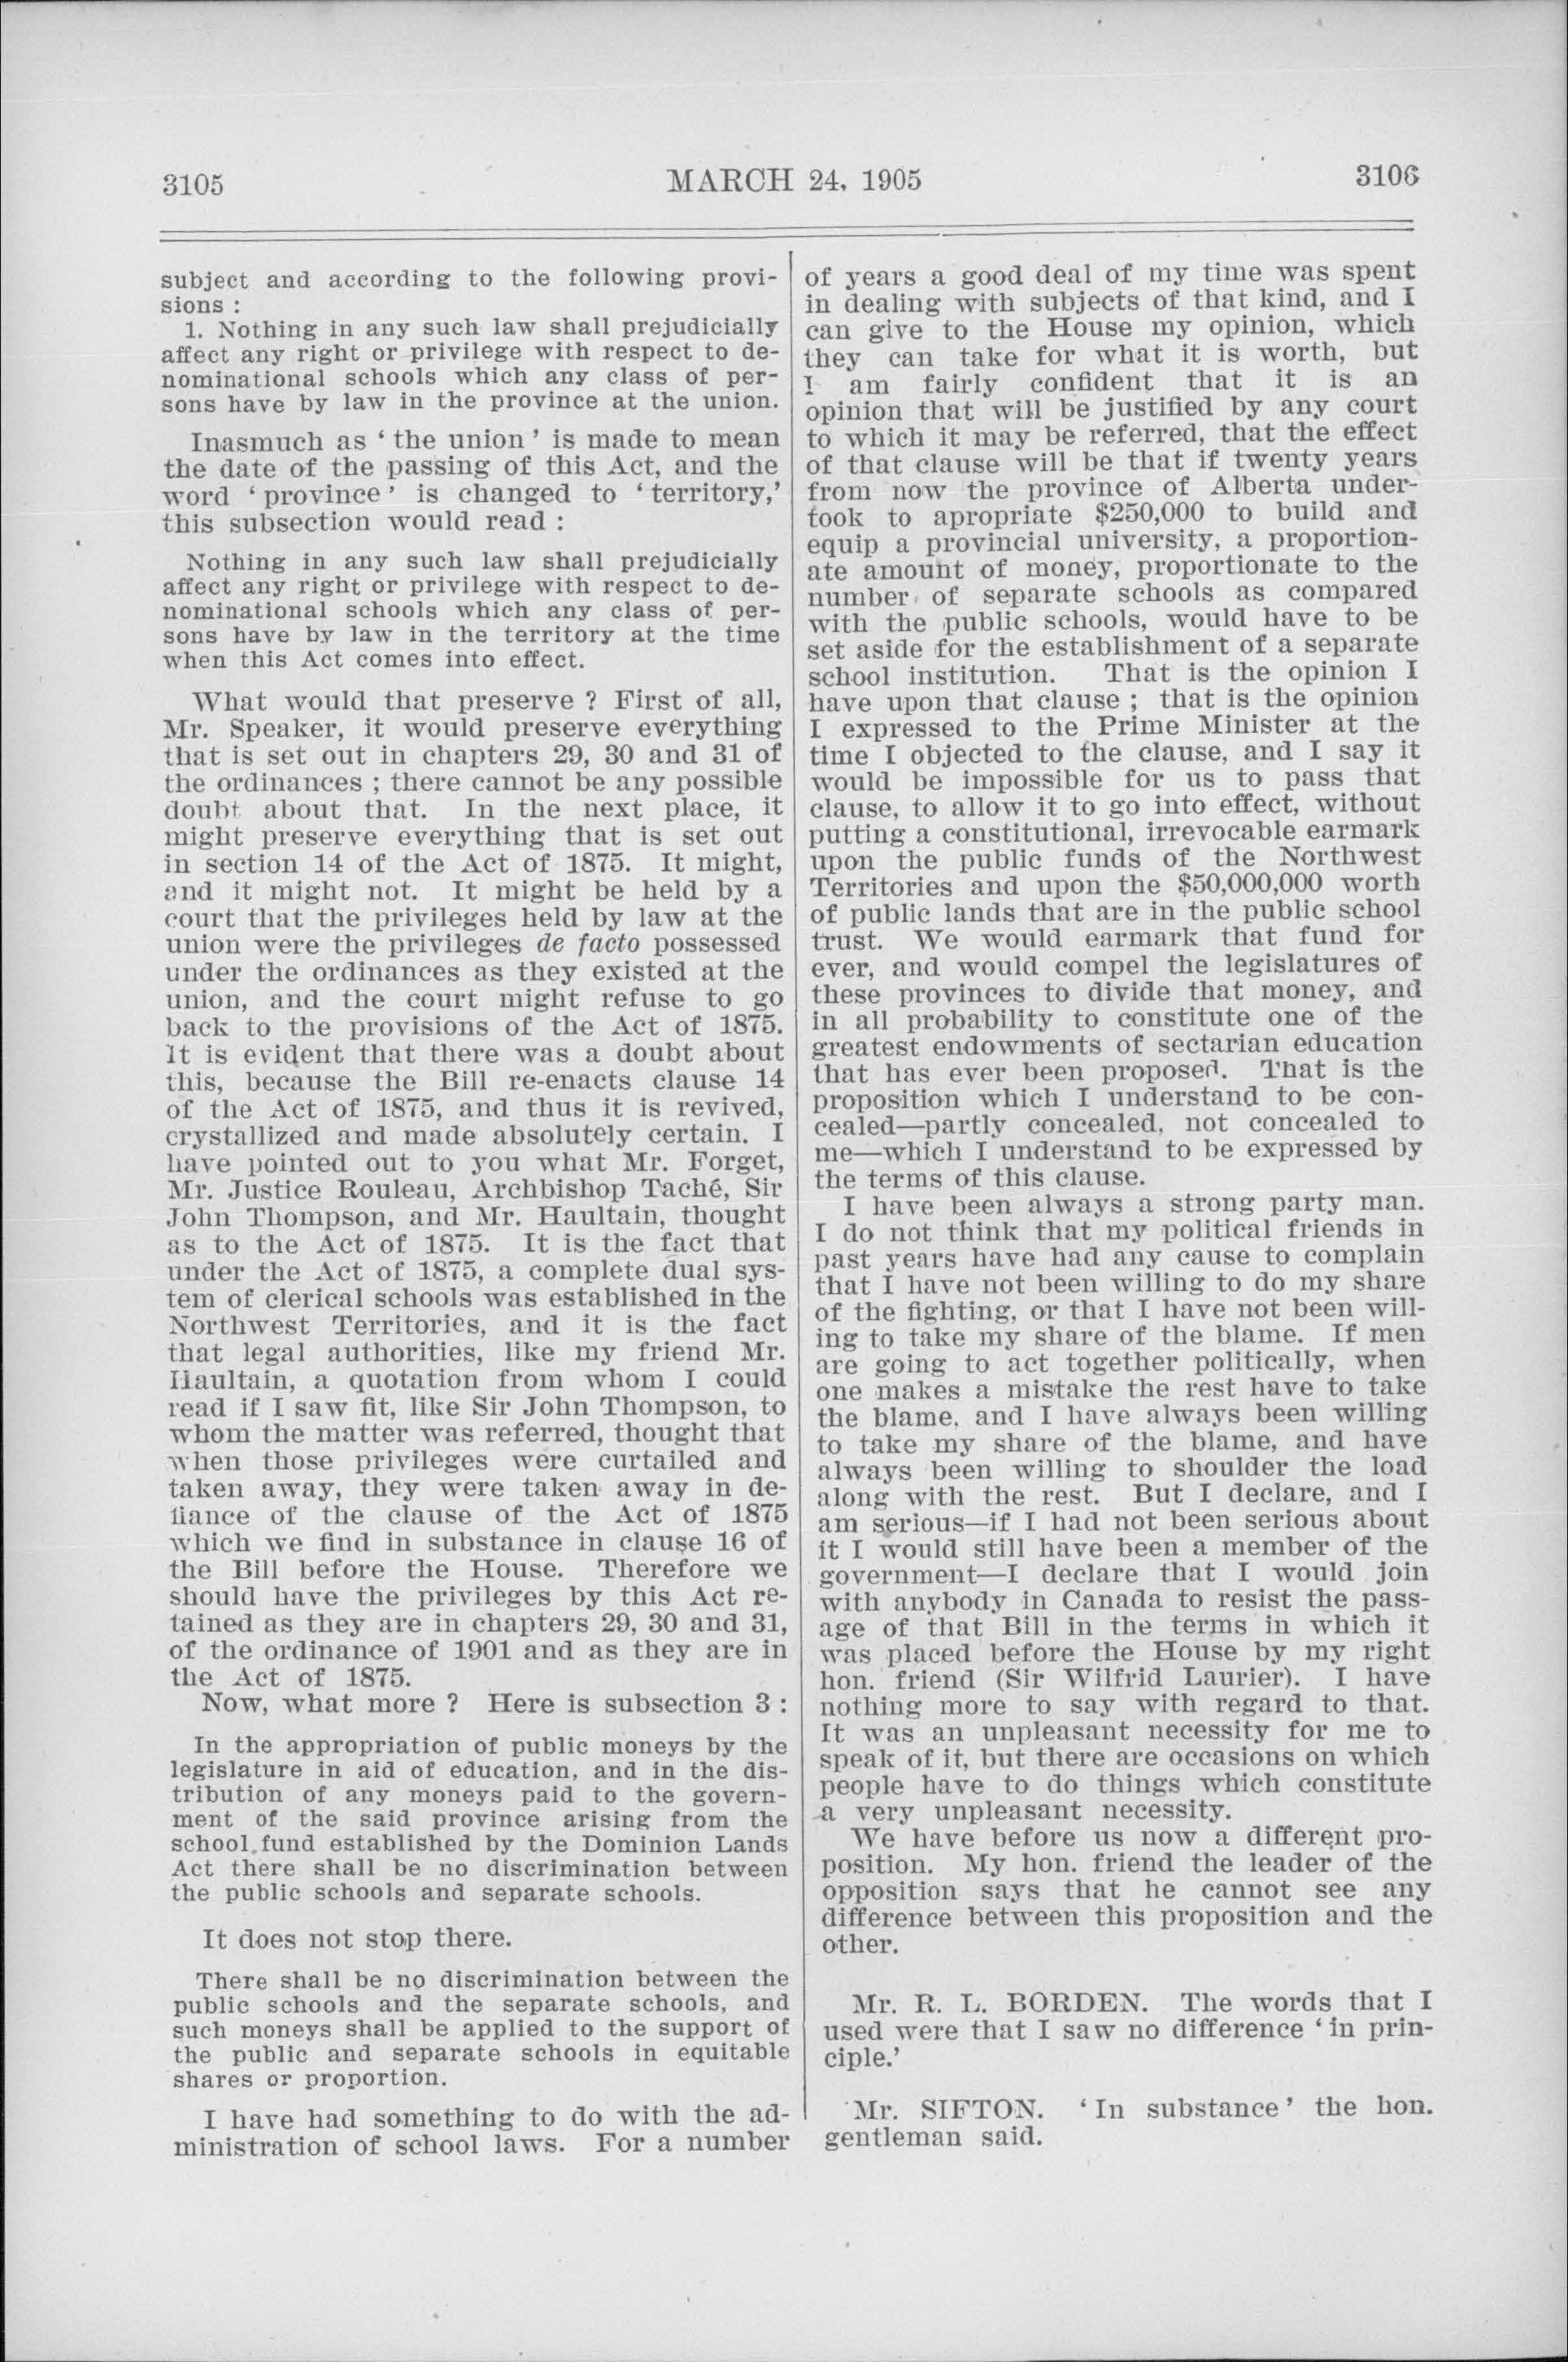 3105
MARCH 24, 1905
3106
subject and according to the following provi-
sions :
1. Nothing in any such law shall prejudicially
affect any right or privilege with respect to de-
nominational schools which any class of per-
sons have by law in the province at the union.
Inasmuch as ‘ the union ’ is made to mean
the date of the passing of this Act, and the
word ‘ province ’ is changed to ‘ territory,’
this subsection would read :
Nothing in any such law shall prejudicially
affect any right or privilege with respect to de-
nominational schools which any class of per-
sons have by law in the territory at the time
when this Act comes into effect.
What would that preserve ? First of all,
Mr. Speaker, it would preserve everything
that is set out in chapters 29, 30 and 31 of
the ordinances ; there cannot be any possible
doubt about that. In the next place, it
might preserve everything that is set out
in section 14 of the Act of 1875. It might,
and it might not. It might be held by a
court that the privileges held by law at the
union were the privileges de facto possessed
under the ordinances as they existed at the
union, and the court might refuse to go
back to the provisions of the Act of 1875.
It is evident that there was a doubt about
this, because the Bill re-enacts clause 14
of the Act of 1875, and thus it is revived,
crystallized and made absolutely certain. I
have pointed out to you what Mr. Forget,
Mr. Justice Rouleau, Archbishop Taché, Sir
John Thompson, and Mr. Haultain, thought
as to the Act of 1875. It is the fact that
under the Act of 1875, a complete dual sys-
tem of clerical schools was established in the
Northwest Territories, and it is the fact
that legal authorities, like my friend Mr.
Haultain, a quotation from whom I could
read if I saw fit, like Sir John Thompson, to
whom the matter was referred, thought that
when those privileges were curtailed and
taken away, they were taken away in de-
fiance of the clause of the Act of 1875
which we find in substance in clause 16 of
the Bill before the House. Therefore we
should have the privileges by this Act re-
tained as they are in chapters 29, 30 and 31,
of the ordinance of 1901 and as they are in
the Act of 1875.
Now, what more ? Here is subsection 3 :
In the appropriation of public moneys by the
legislature in aid of education, and in the dis-
tribution of any moneys paid to the govern-
ment of the said province arising from the
school fund established by the Dominion Lands
Act there shall be no discrimination between
the public schools and separate schools.
It does not stop there.
There shall be no discrimination between the
public schools and the separate schools, and
such moneys shall be applied to the support of
the public and separate schools in equitable
shares or proportion.
I have had something to do with the ad-
ministration of school laws. For a number
of years a good deal of my time was spent
in dealing with subjects of that kind, and I
can give to the House my opinion, which
they can take for what it is worth, but
I am fairly confident that it is an
opinion that will be justified by any court
to which it may be referred, that the effect
of that clause will be that if twenty years
from now the province of Alberta under-
took to apropriate $250,000 to build and
equip a provincial university, a proportion-
ate amount of money, proportionate to the
number of separate schools as compared
with the public schools, would have to be
set aside for the establishment of a separate
school institution. That is the opinion I
have upon that clause ; that is the opinion
I expressed to the Prime Minister at the
time I objected to the clause, and I say it
would be impossible for us to pass that
clause, to allow it to go into effect, without
putting a constitutional, irrevocable earmark
upon the public funds of the Northwest
Territories and upon the $50,000,000 worth
of public lands that are in the public school
trust. We would earmark that fund for
ever, and would compel the legislatures of
these provinces to divide that money, and
in all probability to constitute one of the
greatest endowments of sectarian education
that has ever been proposed. That is the
proposition which I understand to be con-
cealed—partly concealed, not concealed to
me—which I understand to be expressed by
the terms of this clause.
I have been always a strong party man.
I do not think that my political friends in
past years have had any cause to complain
that I have not been willing to do my share
of the fighting, or that I have not been will-
ing to take my share of the blame. If men
are going to act together politically, when
one makes a mistake the rest have to take
the blame, and I have always been willing
to take my share of the blame, and have
always been willing to shoulder the load
along with the rest. But I declare, and I
am serious—if I had not been serious about
it I would still have been a member of the
government—I declare that I would join
with anybody in Canada to resist the pass-
age of that Bill in the terms in which it
was placed before the House by my right
hon. friend (Sir Wilfrid Laurier). I have
nothing more to say with regard to that.
It was an unpleasant necessity for me to
speak of it, but there are occasions on which
people have to do things which constitute
a very unpleasant necessity.
We have before us now a different pro-
position. My hon. friend the leader of the
opposition says that he cannot see any
difference between this proposition and the
other.
Mr. R. L. BORDEN. The words that I
used were that I saw no difference ‘ in prin-
ciple.’
Mr. SIFTON. ‘ In substance ’ the hon.
gentleman said.